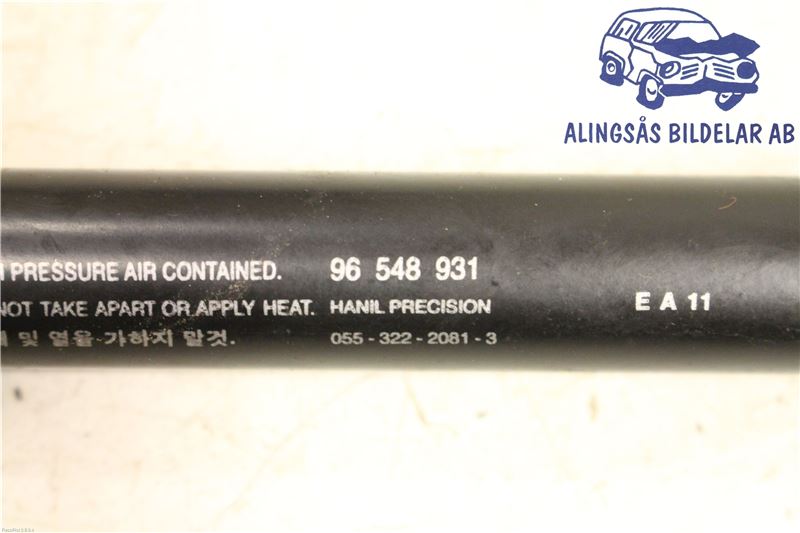 ALINGSÅS BILDELAR AB
PRESSURE AIR CONTAINED. 96 548 931
NOT TAKE APART OR APPLY HEAT. HANIL PRECISION E A 11
및 열을 가하지 말것. 055-322-2081-3